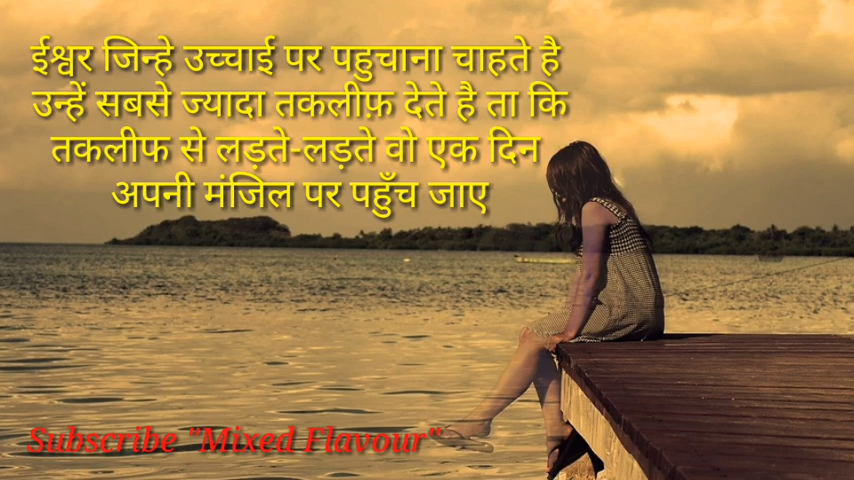 ईश्वर जिन्हे उच्चाई पर पहुचाना चाहते है
उन्हें सबसे ज्यादा तकलीफ़ देते है ता कि
तकलीफ से लड़ते-लड़ते वो एक दिन
अपनी मंजिल पर पहुँच जाए
Subscribe "Mixed Flavour"